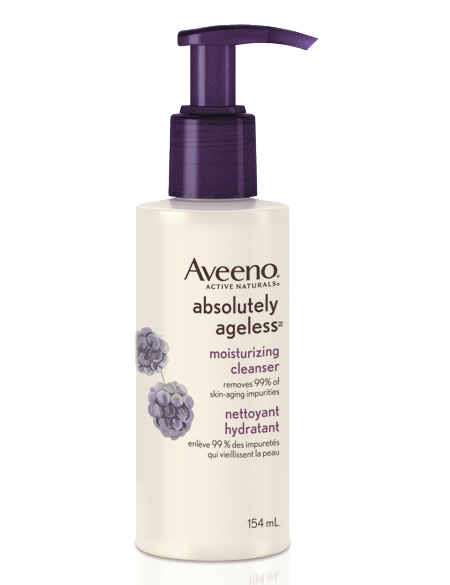 Aveeno®
ACTIVE NATURALS®
absolutely
ageless™
moisturizing
cleanser
removes 99% of
skin-aging impurities
nettoyant
hydratant
enlève 99 % des impuretés
qui vieillissent la peau
154 mL